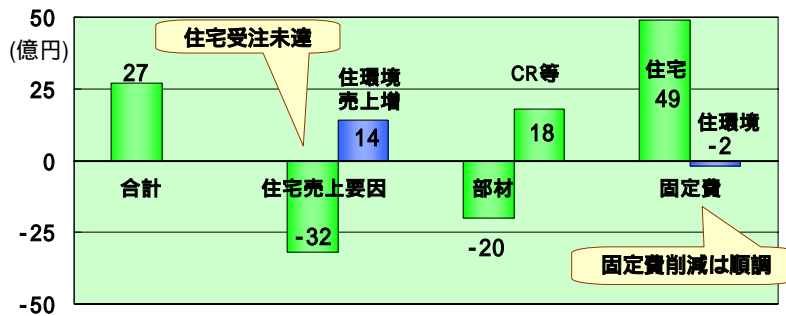 50
(億円)
25
0
-25
-50
住宅受注未達
27
合計
住環境
売上増
14
住宅売上要因
-32
CR等
18
部材
-20
住宅
49
住環境
-2
固定費
固定費削減は順調